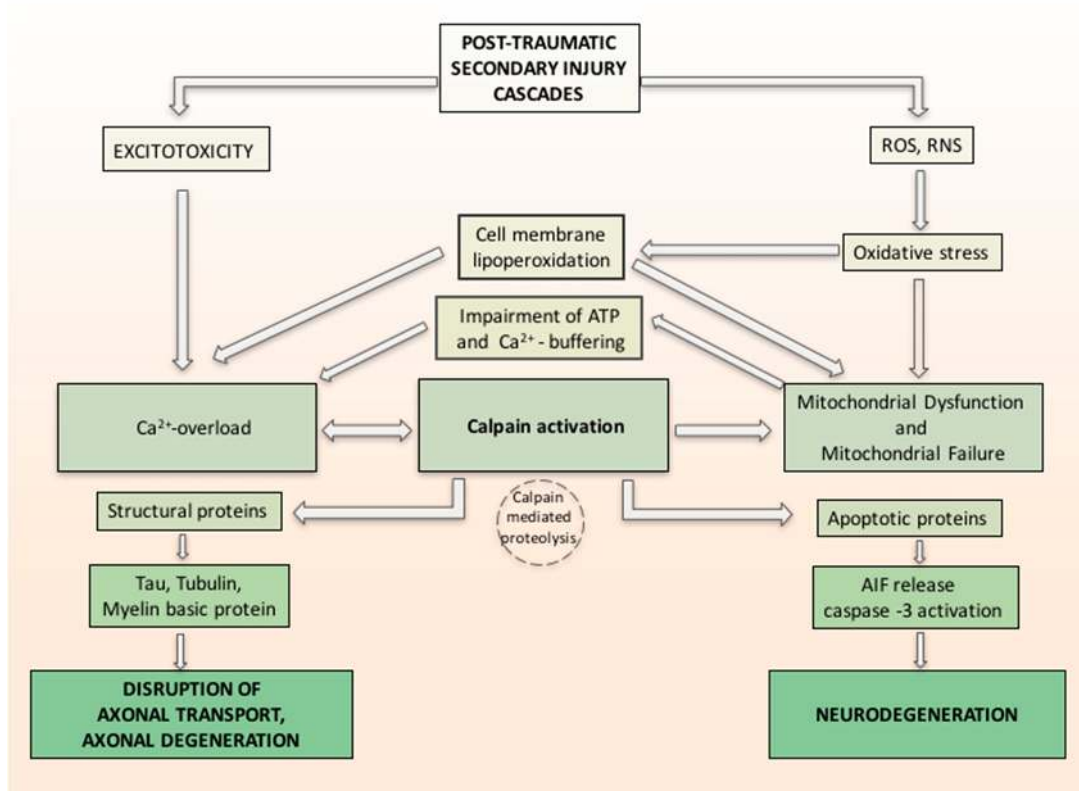 POST-TRAUMATIC
SECONDARY INJURY
CASCADES
EXCITOTOXICITY
ROS, RNS
Cell membrane
lipoperoxidation
Oxidative stress
Impairment of ATP
and Ca²⁺ - buffering
Ca²⁺-overload
Calpain activation
Mitochondrial Dysfunction
and
Mitochondrial Failure
Structural proteins
Calpain
mediated
proteolysis
Apoptotic proteins
Tau, Tubulin,
Myelin basic protein
AIF release
caspase -3 activation
DISRUPTION OF
AXONAL TRANSPORT,
AXONAL DEGENERATION
NEURODEGENERATION